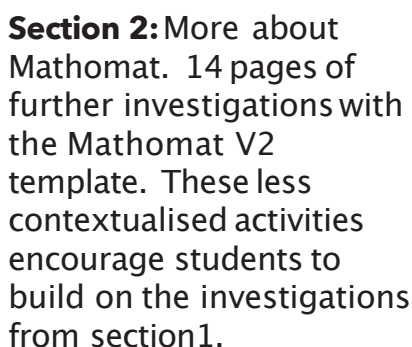 Section 2: More about
Mathomat. 14 pages of
further investigations with
the Mathomat V2
template. These less
contextualised activities
encourage students to
build on the investigations
from section1.